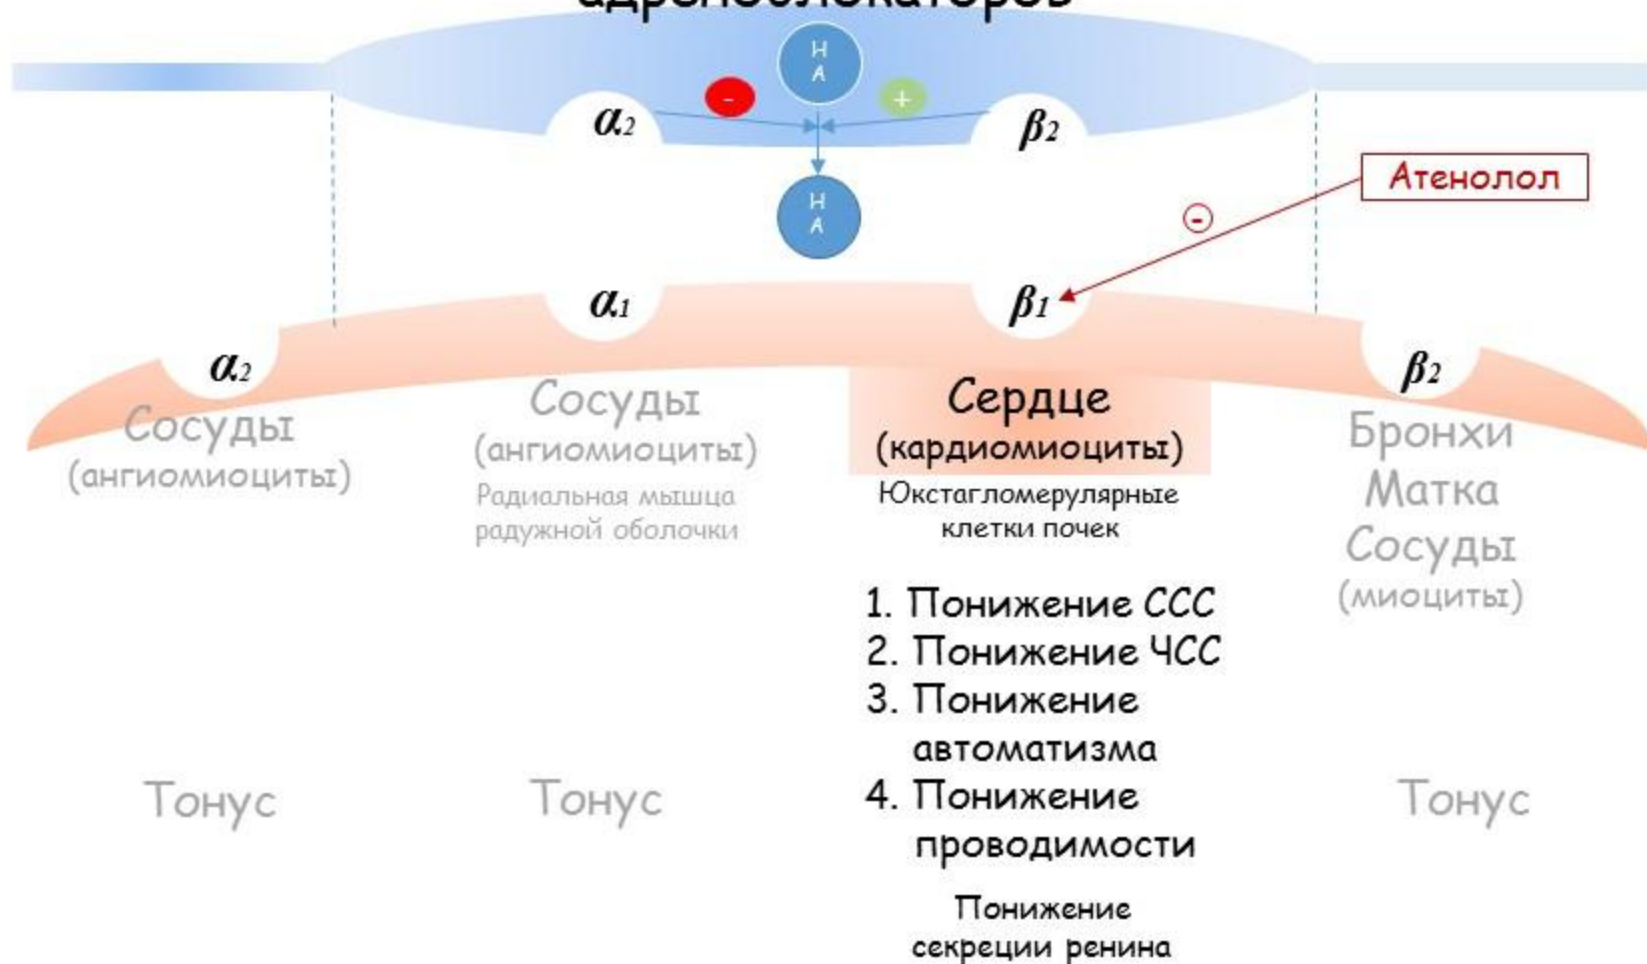 адреноблокаторов
Н
А
-
+
α2
β2
Атенолол
Н
А
-
α1
β1
α2
β2
Сосуды
(ангиомиоциты)
Сосуды
(ангиомиоциты)
Радиальная мышца
радужной оболочки
Сердце
(кардиомиоциты)
Юкстагломерулярные
клетки почек
Бронхи
Матка
Сосуды
(миоциты)
1. Понижение ССС
2. Понижение ЧСС
3. Понижение
автоматизма
4. Понижение
проводимости
Понижение
секреции ренина
Тонус
Тонус
Тонус